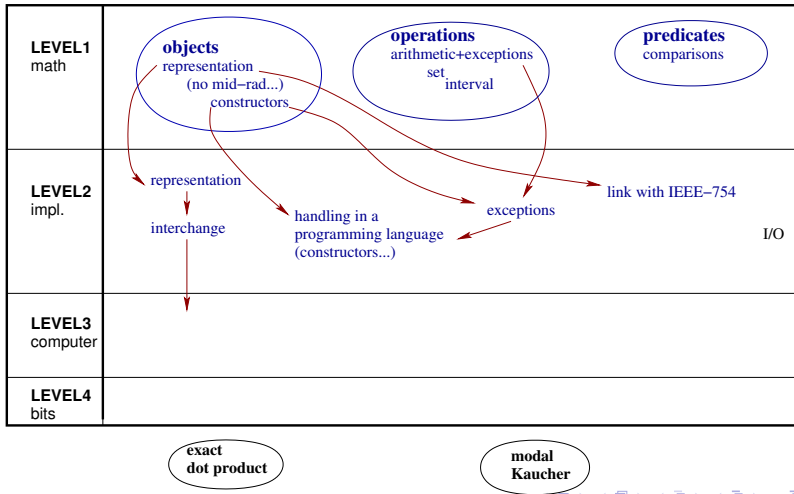 LEVEL1
math
objects
representation
(no mid-rad...)
constructors
operations
arithmetic+exceptions
set
interval
predicates
comparisons
LEVEL2
impl.
representation
interchange
handling in a
programming language
(constructors...)
exceptions
link with IEEE−754
I/O
LEVEL3
computer
LEVEL4
bits
exact
dot product
modal
Kaucher